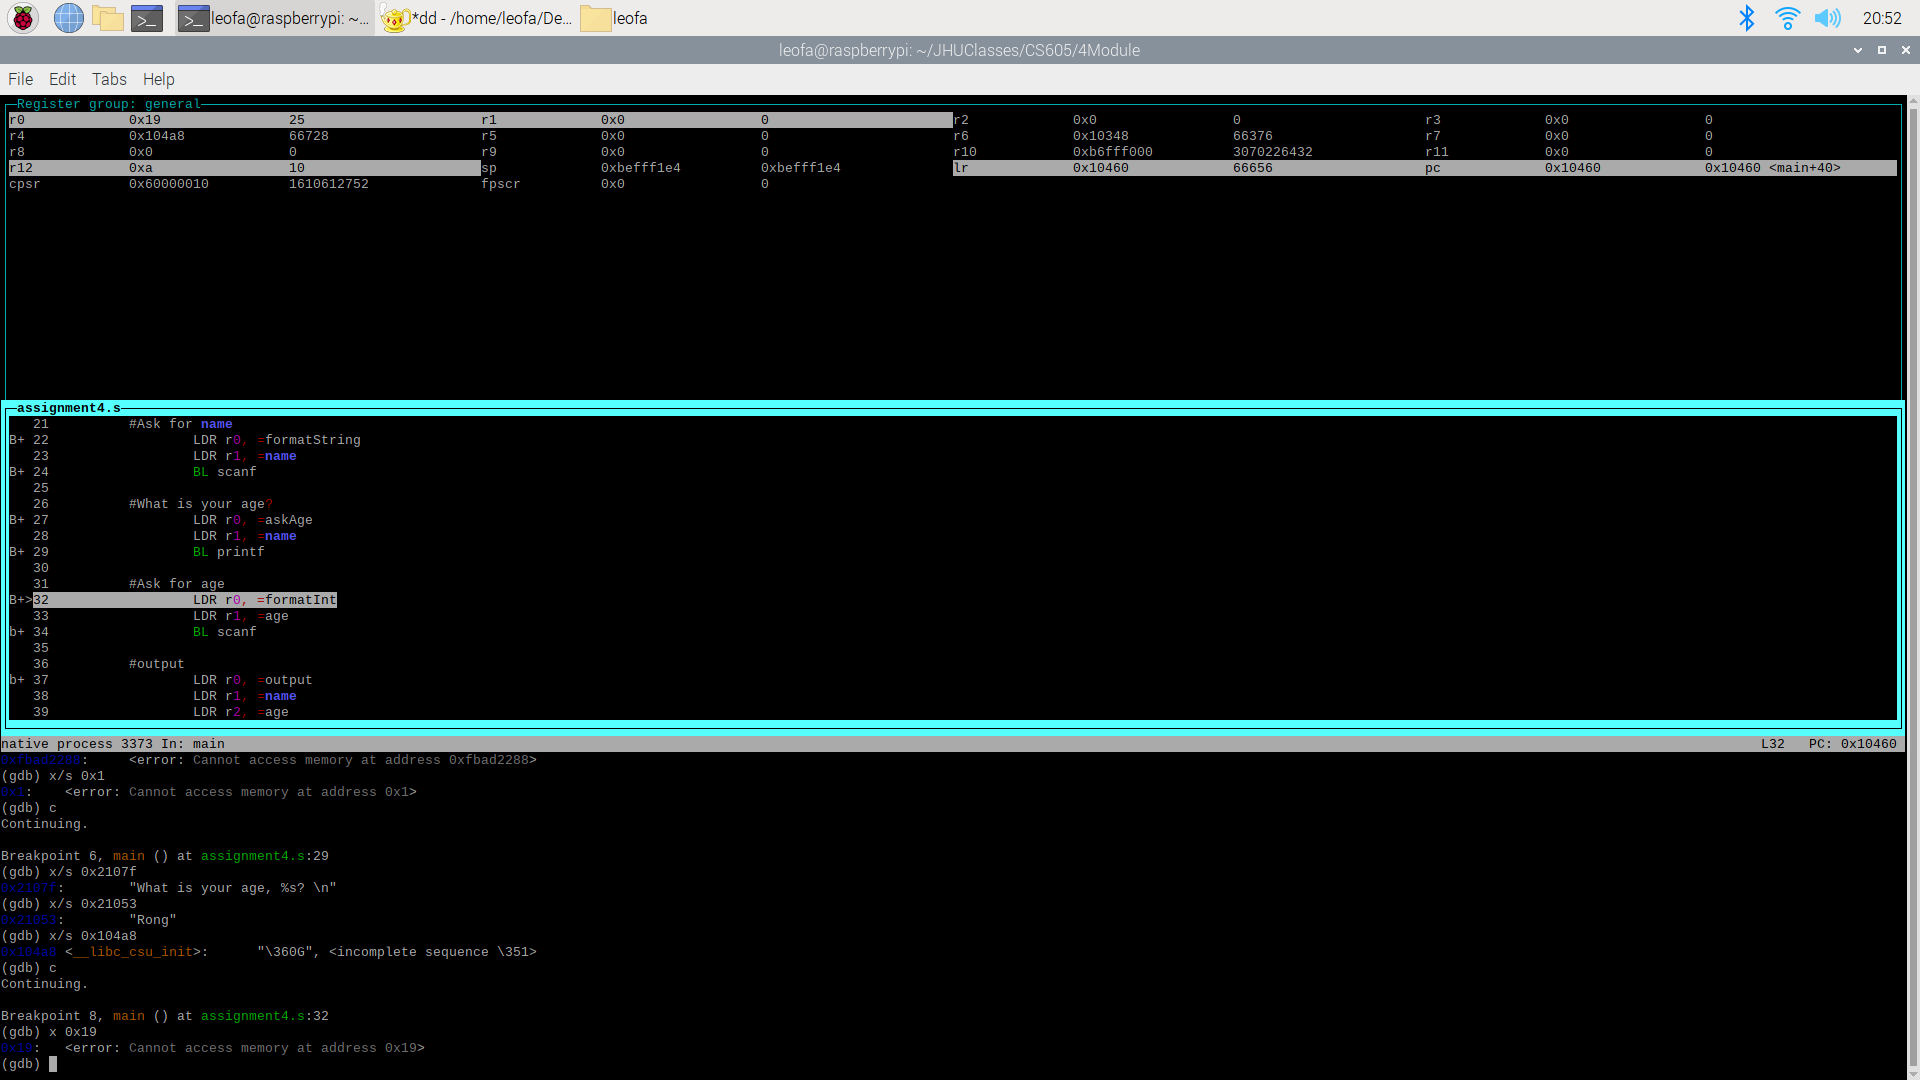 leofa@raspberrypi: ~... *dd - /home/leofa/De... leofa 20:52
leofa@raspberrypi: ~/JHUClasses/CS605/4Module
File Edit Tabs Help
Register group: general
r0 0x19 25 r1 0x0 0 r2 0x0 0 r3 0x0 0
r4 0x104a8 66728 r5 0x0 0 r6 0x10348 66376 r7 0x0 0
r8 0x0 0 r9 0x0 0 r10 0xb6fff000 3070226432 r11 0x0 0
r12 0xa 10 sp 0xbefff1e4 0xbefff1e4 lr 0x10460 66656 pc 0x10460 0x10460 <main+40>
cpsr 0x60000010 1610612752 fpscr 0x0 0
assignment4.s
21 #Ask for name
B+ 22 LDR r0, =formatString
23 LDR r1, =name
B+ 24 BL scanf
25
26 #What is your age?
B+ 27 LDR r0, =askAge
28 LDR r1, =name
B+ 29 BL printf
30
31 #Ask for age
B+>32 LDR r0, =formatInt
33 LDR r1, =age
b+ 34 BL scanf
35
36 #output
b+ 37 LDR r0, =output
38 LDR r1, =name
39 LDR r2, =age
native process 3373 In: main L32 PC: 0x10460
0xfbad2288: <error: Cannot access memory at address 0xfbad2288>
(gdb) x/s 0x1
0x1: <error: Cannot access memory at address 0x1>
(gdb) c
Continuing.
Breakpoint 6, main () at assignment4.s:29
(gdb) x/s 0x2107f
0x2107f: "What is your age, %s? \n"
(gdb) x/s 0x21053
0x21053: "Rong"
(gdb) x/s 0x104a8
0x104a8 <__libc_csu_init>: "\360G", <incomplete sequence \351>
(gdb) c
Continuing.
Breakpoint 8, main () at assignment4.s:32
(gdb) x 0x19
0x19: <error: Cannot access memory at address 0x19>
(gdb)